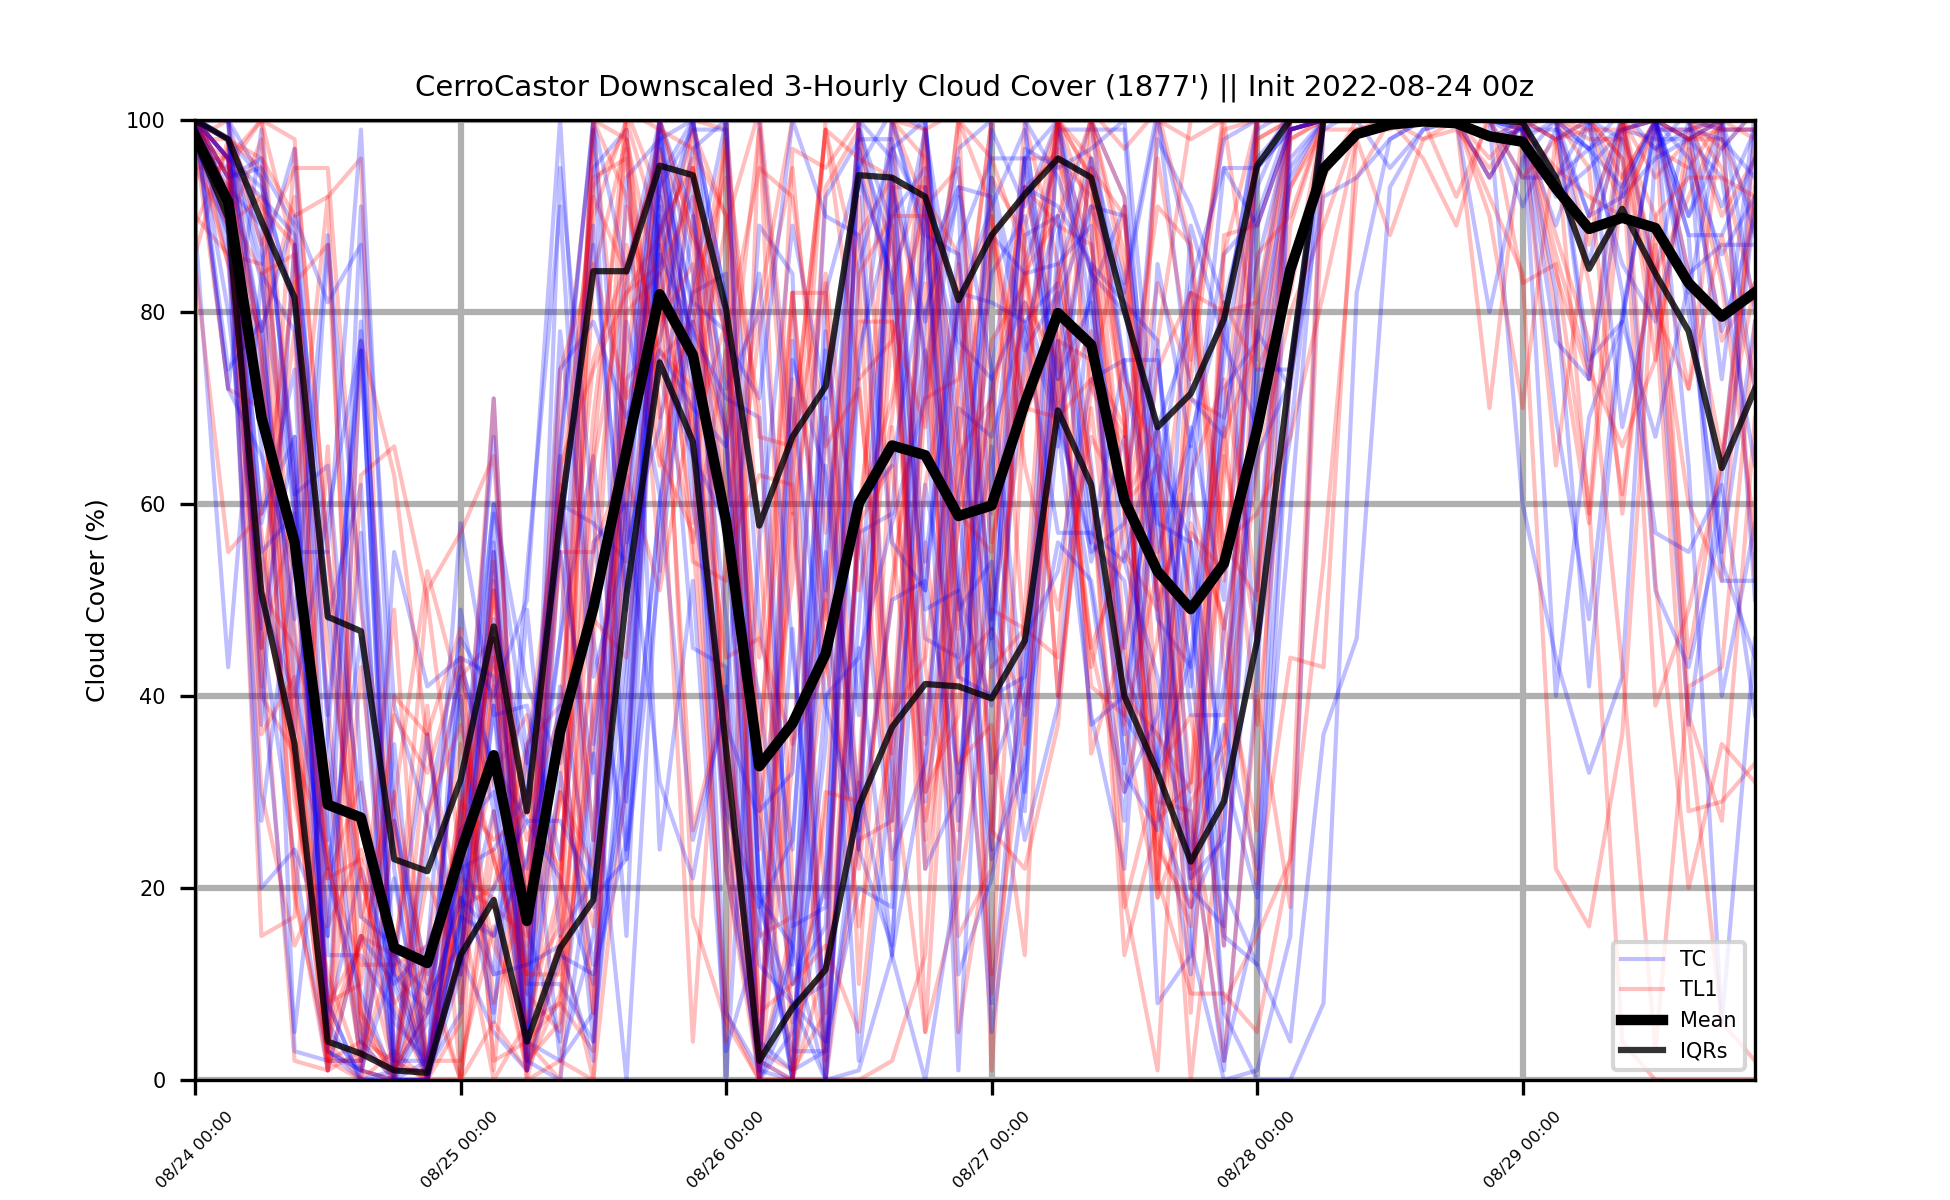 CerroCastor Downscaled 3-Hourly Cloud Cover (1877') || Init 2022-08-24 00z
100
80
60
40
20
0
Cloud Cover (%)
TC
TL1
Mean
IQRs
08/24 00:00
08/25 00:00
08/26 00:00
08/27 00:00
08/28 00:00
08/29 00:00